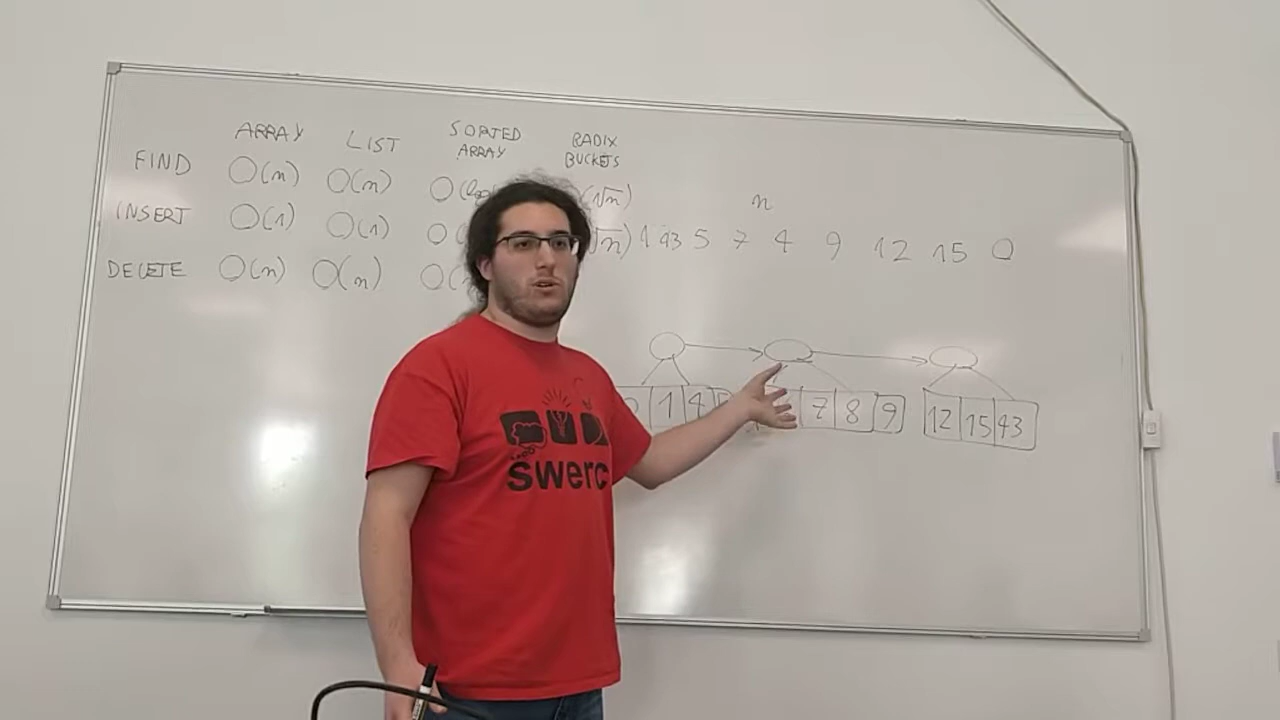 ARRAY LIST SORTED ARRAY RADIX BUCKETS
FIND O(n) O(n) O( (√n)
n
INSERT O(1) O(1) O( √n) 1 43 5 7 4 9 12 15 0
DELETE O(n) O(n) O(
1 4 7 8 9 12 15 43
swerc